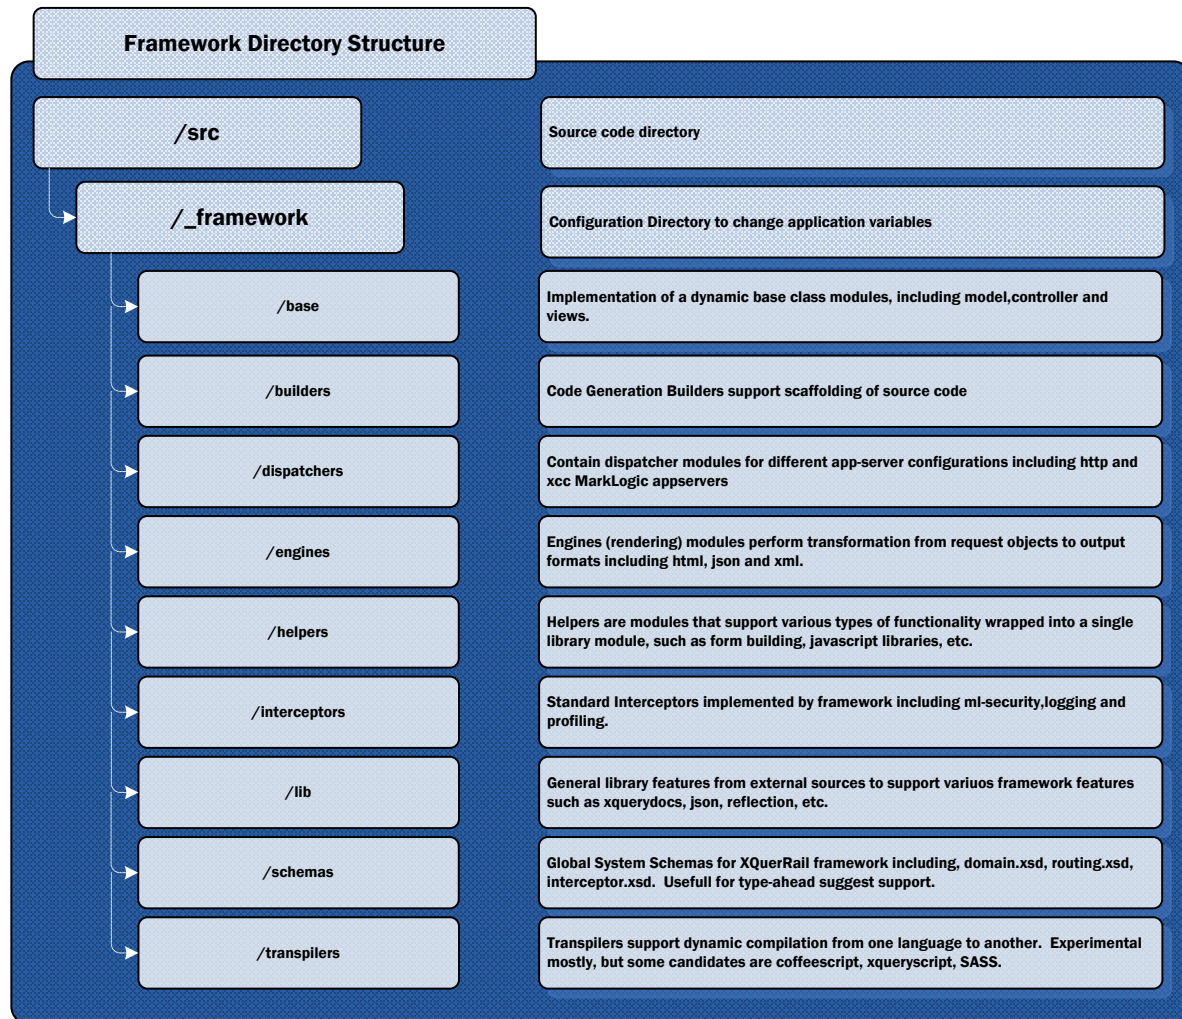 Framework Directory Structure
/src
Source code directory
/_framework
Configuration Directory to change application variables
/base
Implementation of a dynamic base class modules, including model,controller and
views.
/builders
Code Generation Builders support scaffolding of source code
/dispatchers
Contain dispatcher modules for different app-server configurations including http and
xcc MarkLogic appservers
/engines
Engines (rendering) modules perform transformation from request objects to output
formats including html, json and xml.
/helpers
Helpers are modules that support various types of functionality wrapped into a single
library module, such as form building, javascript libraries, etc.
/interceptors
Standard Interceptors implemented by framework including ml-security,logging and
profiling.
/lib
General library features from external sources to support variuos framework features
such as xquerydocs, json, reflection, etc.
/schemas
Global System Schemas for XQuerRail framework including, domain.xsd, routing.xsd,
interceptor.xsd.  Usefull for type-ahead suggest support.
/transpilers
Transpilers support dynamic compilation from one language to another.  Experimental
mostly, but some candidates are coffeescript, xqueryscript, SASS.